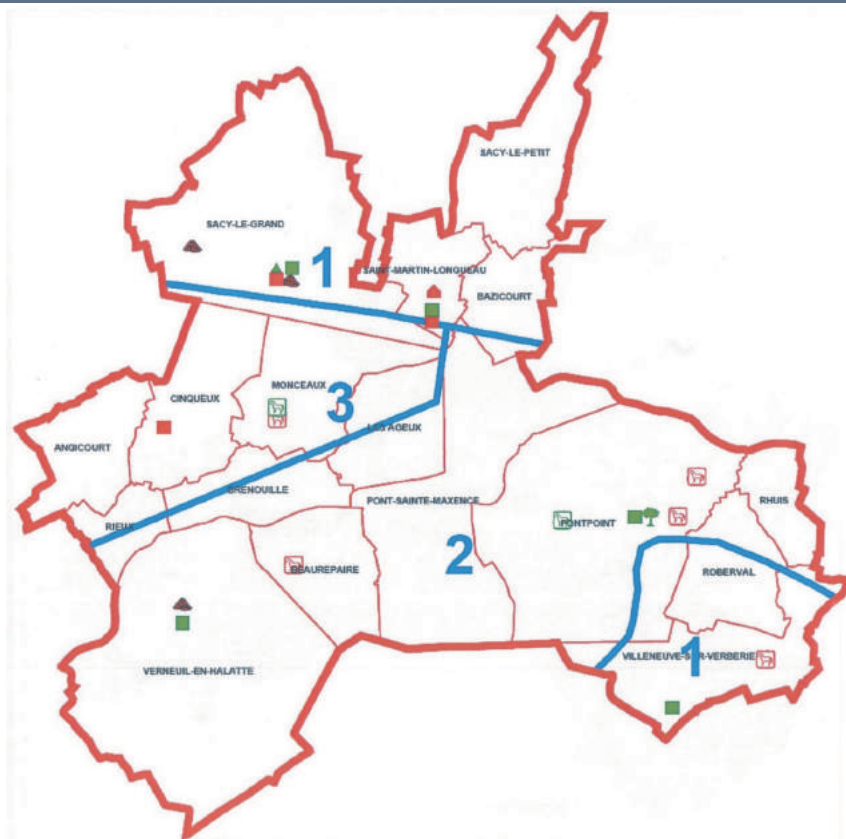 SACY-LE-PETIT
SACY-LE-GRAND
1
SAINT-MARTIN-LONGUEAU
BAZICOURT
MONCEAUX
CINQUEUX
3
LES AGEUX
ANGICOURT
BRENOUILLE
PONT-SAINTE-MAXENCE
RHUIS
RIEUX
PONTPOINT
2
BEAUREPAIRE
ROBERVAL
VILLENEUVE-SUR-VERBERIE
1
VERNEUIL-EN-HALATTE